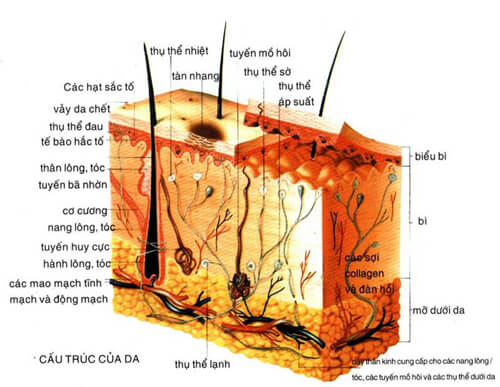 thụ thể nhiệt
tuyến mồ hôi
tàn nhang
thụ thể sờ
Các hạt sắc tố
thụ thể
áp suất
vảy da chết
thụ thể đau
tế bào hắc tố
biểu bì
thân lông, tóc
tuyến bã nhờn
cơ cương
nang lông, tóc
bì
tuyến huy cực
hành lông, tóc
các sợi
collagen
và đàn hồi
các mao mạch tĩnh
mạch và động mạch
mỡ dưới da
CẤU TRÚC CỦA DA
thụ thể lạnh
dây thần kinh cung cấp cho các nang lông /
tóc, các tuyến mồ hôi và các thụ thể dưới da